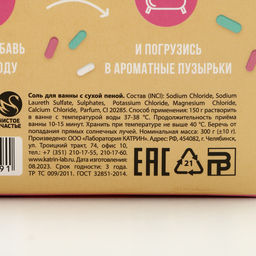 БАВЬ
ОДУ
И ПОГРУЗИСЬ
В АРОМАТНЫЕ ПУЗЫРЬКИ
Соль для ванны с сухой пеной. Состав (INCI): Sodium Chloride, Sodium
Laureth Sulfate, Sulphates, Potassium Chloride, Magnesium Chloride,
Calcium Chloride, Parfum, CI 20285. Способ применения: 150 г растворить
в ванне с температурой воды 37-38 °С. Продолжительность приёма
ванны 10-15 минут. Хранить при температуре не выше 40 °С. Беречь от
попадания прямых солнечных лучей. Номинальная масса: 300 г (±10 г).
Изготовитель: ООО «Лаборатория КАТРИН». Адрес: РФ, 454082, г. Челябинск,
ул. Троицкий тракт, 74, офис 10,
тел.: +7 (351) 210-17-55, 210-17-60.
www.katrin-lab.ru. Дата изготовления:
08.2023. Срок годности: 3 года.
ТР ТС 009/2011. ГОСТ 32851-2014.
ЧИСТОЕ
СЧАСТЬЕ
91
EAC
21